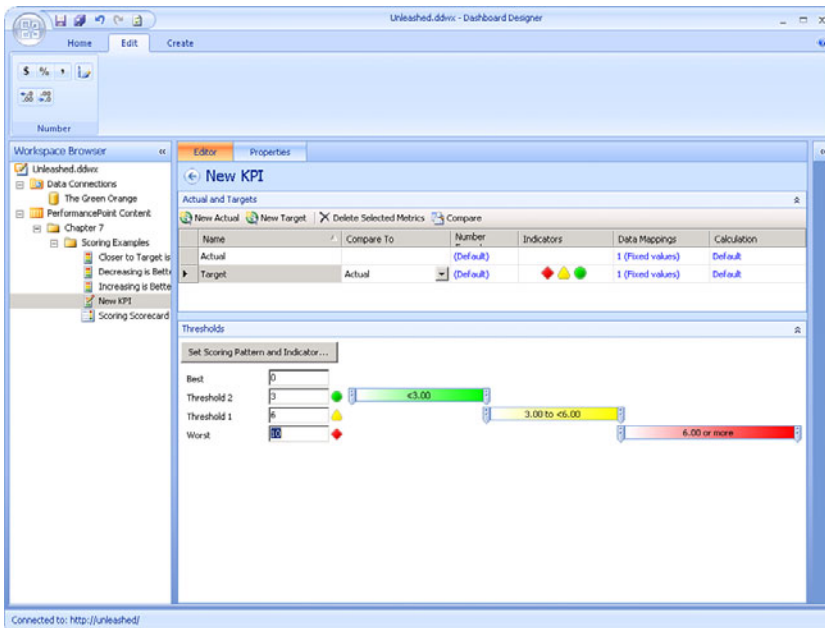 Unleashed.ddwx - Dashboard Designer
Home Edit Create
$ % ,
Number
Workspace Browser «
Unleashed.ddwx
Data Connections
The Green Orange
PerformancePoint Content
Chapter 7
Scoring Examples
Closer to Target is
Decreasing is Bette
Increasing is Bette
New KPI
Scoring Scorecard
Editor Properties
New KPI
Actual and Targets
New Actual New Target Delete Selected Metrics Compare
Name Compare To Number Indicators Data Mappings Calculation
Actual (Default) 1 (Fixed values) Default
Target Actual (Default) 1 (Fixed values) Default
Thresholds
Set Scoring Pattern and Indicator...
Best 0
Threshold 2 3 <3.00
Threshold 1 6 3.00 to <6.00
Worst 10 6.00 or more
Connected to: http://unleashed/